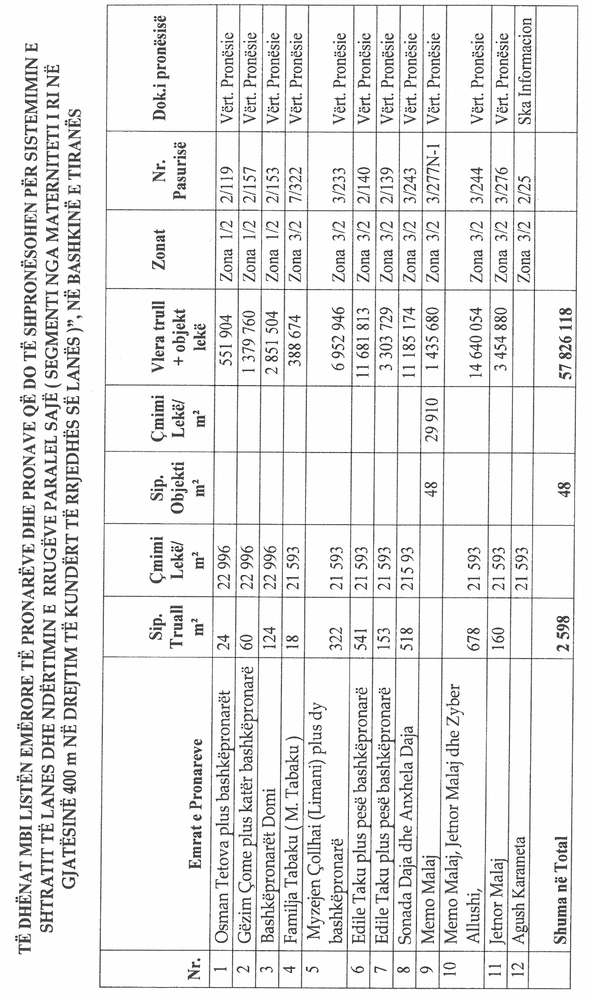 TË DHËNAT MBI LISTËN EMËRORE TË PRONARËVE DHE PRONAVE QË DO TË SHPRONËSOHEN PËR SISTEMIMIN E
SHTRATIT TË LANES DHE NDËRTIMIN E RRUGËVE PARALEL SAJË ( SEGMENTI NGA MATERNITETI I RI NË
GJATËSINË 400 m NË DREJTIM TË KUNDËRT TË RRJEDHËS SË LANËS )”, NË BASHKINË E TIRANËS
Nr. Emrat e Pronareve Sip. Truall m² Çmimi Lekë/ m² Sip. Objekti m² Çmimi Lekë/ m² Vlera trull + objekt lekë Zonat Nr. Pasurisë Dok.i pronësisë
1 Osman Tetova plus bashkëpronarët 24 22 996 551 904 Zona 1/2 2/119 Vërt. Pronësie
2 Gëzim Çome plus katër bashkëpronarë 60 22 996 1 379 760 Zona 1/2 2/157 Vërt. Pronësie
3 Bashkëpronarët Domi 124 22 996 2 851 504 Zona 1/2 2/153 Vërt. Pronësie
4 Familja Tabaku ( M. Tabaku ) 18 21 593 388 674 Zona 3/2 7/322 Vërt. Pronësie
5 Myzejen Çollhai (Limani) plus dy
bashkëpronarë 322 21 593 6 952 946 Zona 3/2 3/233 Vërt. Pronësie
6 Edile Taku plus pesë bashkëpronarë 541 21 593 11 681 813 Zona 3/2 2/140 Vërt. Pronësie
7 Edile Taku plus pesë bashkëpronarë 153 21 593 3 303 729 Zona 3/2 2/139 Vërt. Pronësie
8 Sonada Daja dhe Anxhela Daja 518 215 93 11 185 174 Zona 3/2 3/243 Vërt. Pronësie
9 Memo Malaj 48 29 910 1 435 680 Zona 3/2 3/277N-1 Vërt. Pronësie
10 Memo Malaj, Jetnor Malaj dhe Zyber
Allushi, 678 21 593 14 640 054 Zona 3/2 3/244 Vërt. Pronësie
11 Jetnor Malaj 160 21 593 3 454 880 Zona 3/2 3/276 Vërt. Pronësie
12 Agush Karameta 21 593 Zona 3/2 2/25 Ska Informacion
Shuma në Total 2 598 48 57 826 118